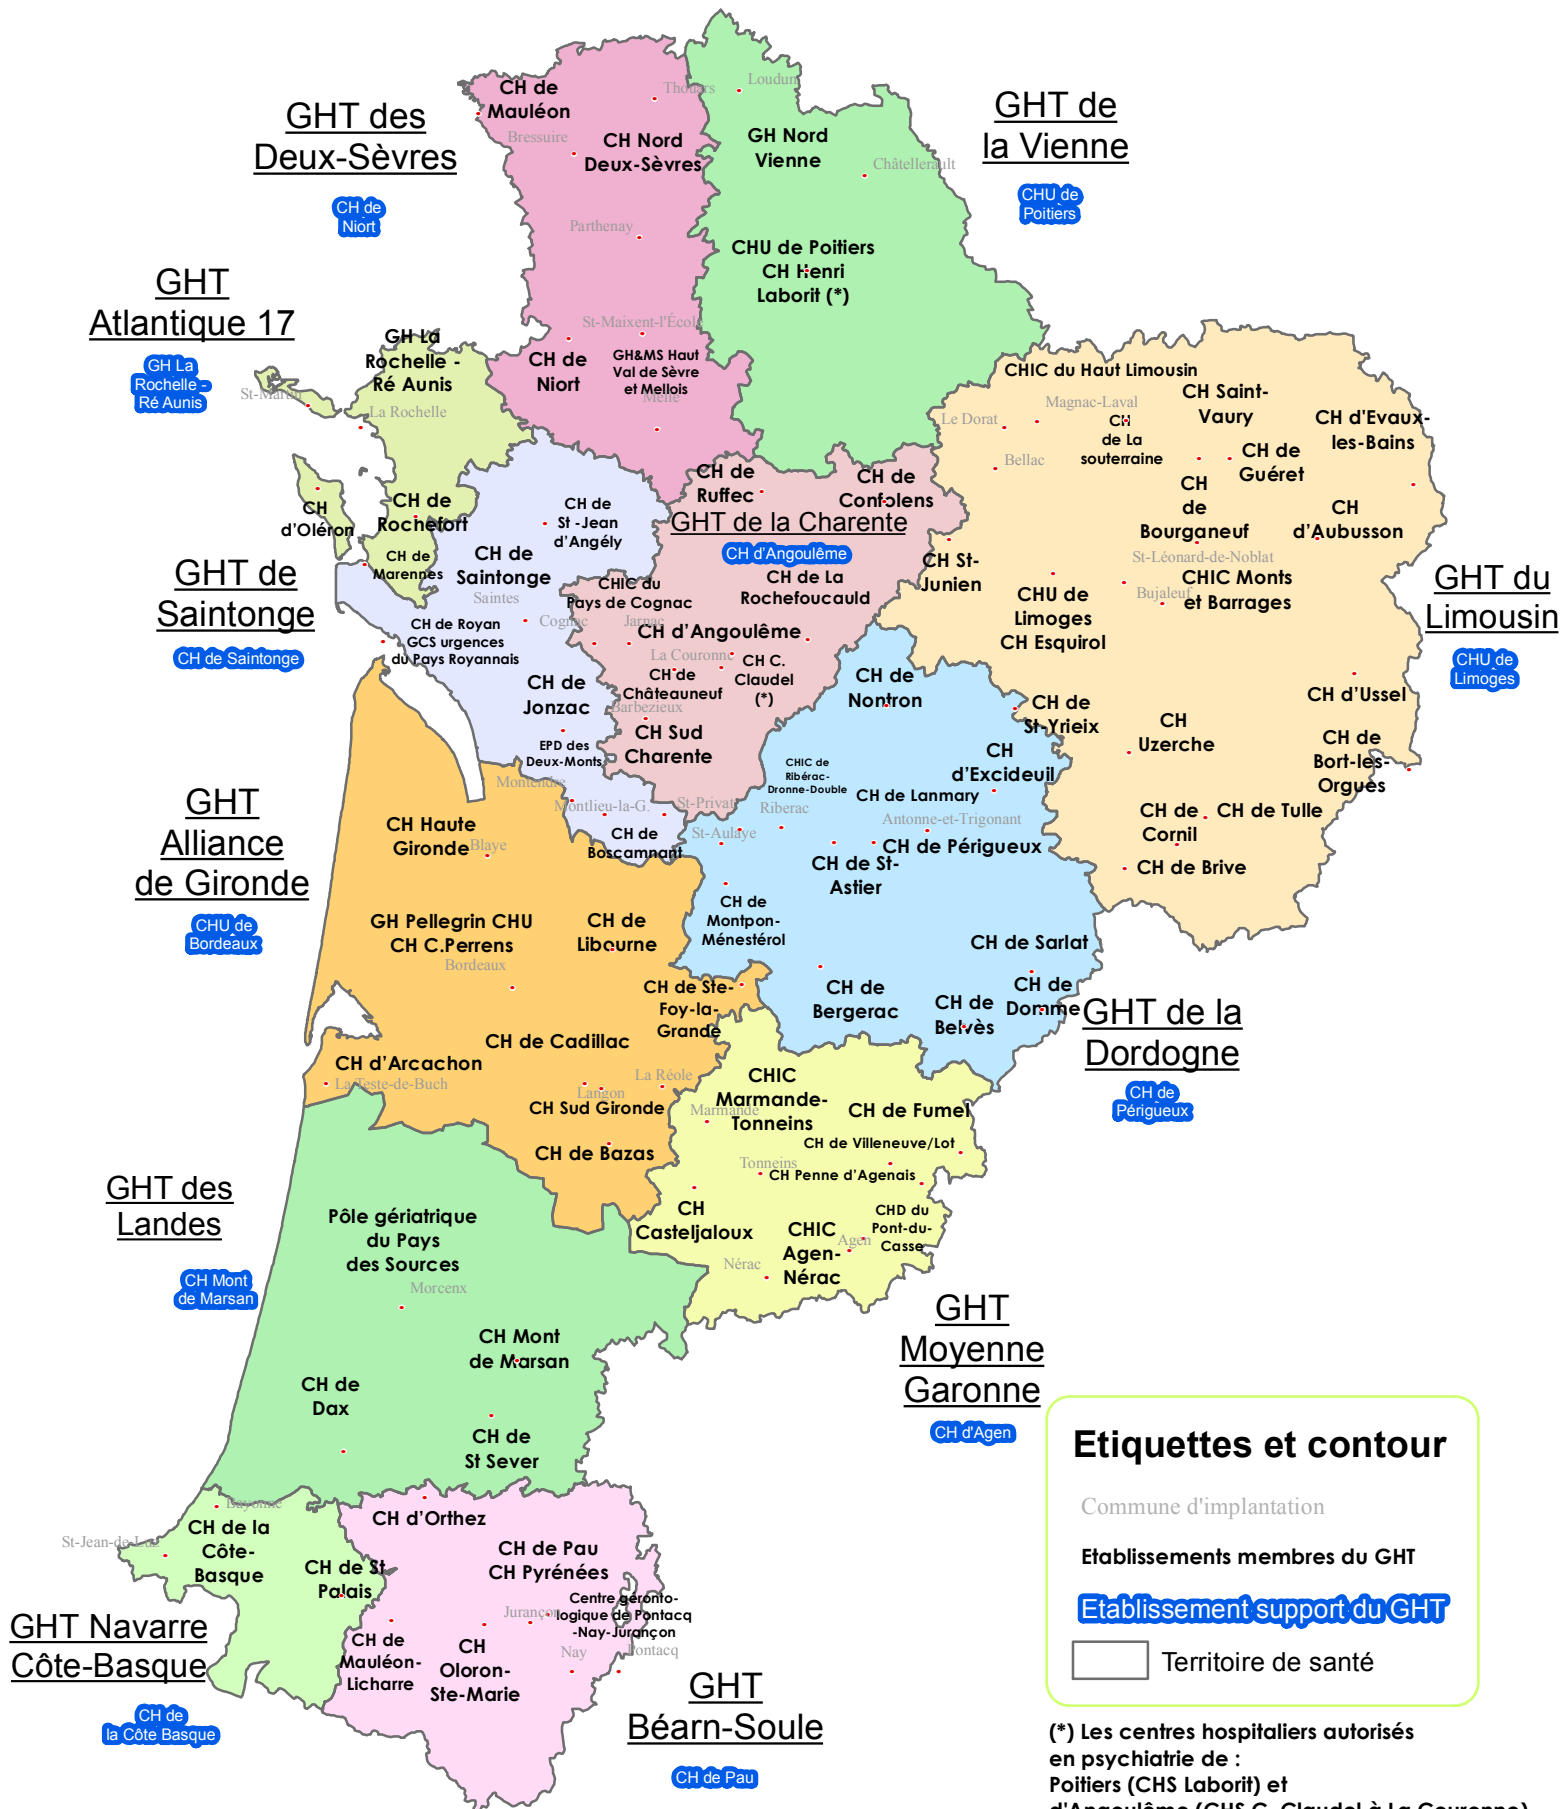 GHT des
Deux-Sèvres
CH de
Niort
CH de
Mauléon
Thouars
Bressuire
CH Nord
Deux-Sèvres
Parthenay
St-Maixent-l'École
CH de
Niort
GH&MS Haut
Val de Sèvre
et Mellois
Melle
GHT de
la Vienne
CHU de
Poitiers
Loudun
GH Nord
Vienne
Châtellerault
CHU de Poitiers
CH Henri
Laborit (*)
GHT
Atlantique 17
GH La
Rochelle -
Ré Aunis
GH La
Rochelle -
Ré Aunis
St-Martin
La Rochelle
CH
d'Oléron
CH de
Rochefort
CH de
Marennes
GHT de
Saintonge
CH de Saintonge
CH de
St -Jean
d'Angély
CH de
Saintonge
Saintes
CH de Royan
GCS urgences
du Pays Royannais
CH de
Jonzac
EPD des
Deux-Monts
Montendre
Montlieu-la-G.
CH de
Boscamnant
CH de
Ruffec
CH de
Confolens
GHT de la Charente
CH d'Angoulême
CH de La
Rochefoucauld
CHIC du
Pays de Cognac
Cognac
Jarnac
CH d'Angoulême
La Couronne
CH de
Châteauneuf
CH C.
Claudel
(*)
Barbezieux
CH Sud
Charente
St-Privat
CHIC du Haut Limousin
Le Dorat
Magnac-Laval
Bellac
CH
de La
souterraine
CH Saint-
Vaury
CH de
Guéret
CH d'Evaux-
les-Bains
CH
de
Bourganeuf
CH
d'Aubusson
CH St-
Junien
St-Léonard-de-Noblat
Bujaleuf
CHIC Monts
et Barrages
CHU de
Limoges
CH Esquirol
GHT du
Limousin
CHU de
Limoges
CH d'Ussel
CH de
St-Yrieix
CH
Uzerche
CH de
Bort-les-
Orgues
CH de
Cornil
CH de Tulle
CH de Brive
CH de
Nontron
CH
d'Excideuil
CHIC de
Ribérac-
Dronne-Double
Riberac
St-Aulaye
CH de Lanmary
Antonne-et-Trigonant
CH de Périgueux
CH de St-
Astier
CH de
Montpon-
Ménestérol
CH de Sarlat
CH de
Bergerac
CH de
Belvès
CH de
Domme
GHT de la
Dordogne
CH de
Périgueux
GHT
Alliance
de Gironde
CHU de
Bordeaux
CH Haute
Gironde
Blaye
GH Pellegrin CHU
CH C.Perrens
Bordeaux
CH de
Libourne
CH de Ste-
Foy-la-
Grande
CH de Cadillac
CH d'Arcachon
La Teste-de-Buch
Langon
La Réole
CH Sud Gironde
CH de Bazas
CHIC
Marmande-
Tonneins
Marmande
CH de Fumel
CH de Villeneuve/Lot
Tonneins
CH Penne d'Agenais
CH
Casteljaloux
CHD du
Pont-du-
Casse
CHIC
Agen-
Nérac
Agen
Nérac
GHT
Moyenne
Garonne
CH d'Agen
GHT des
Landes
CH Mont
de Marsan
Pôle gériatrique
du Pays
des Sources
Morcenx
CH Mont
de Marsan
CH de
Dax
CH de
St Sever
Bayonne
St-Jean-de-Luz
CH de la
Côte-
Basque
CH de St
Palais
GHT Navarre
Côte-Basque
CH de
la Côte Basque
CH d'Orthez
CH de Pau
CH Pyrénées
Centre géronto-
logique de Pontacq
-Nay-Jurançon
Jurançon
Nay
Pontacq
CH de
Mauléon-
Licharre
CH
Oloron-
Ste-Marie
GHT
Béarn-Soule
CH de Pau
Etiquettes et contour
Commune d'implantation
Etablissements membres du GHT
Etablissement support du GHT
Territoire de santé
(*) Les centres hospitaliers autorisés
en psychiatrie de :
Poitiers (CHS Laborit) et
d'Angoulême (CHS C. Claudel à La Couronne)